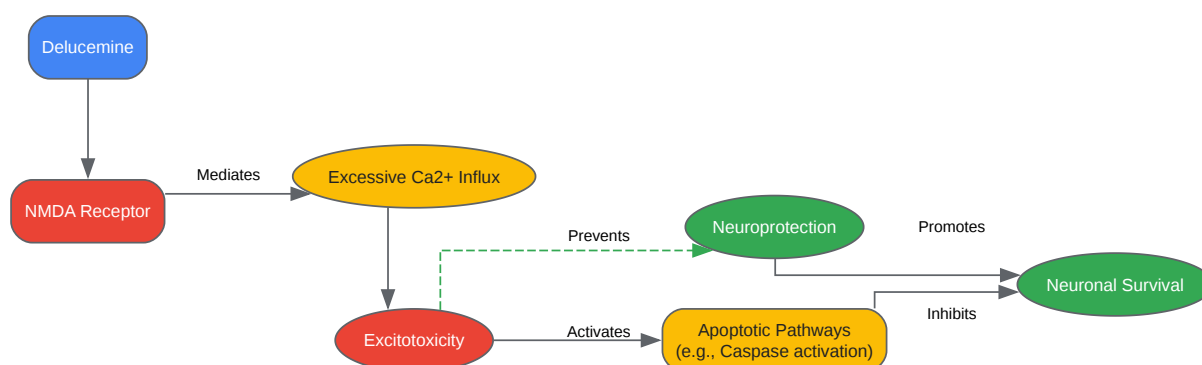 Delucemine
NMDA Receptor
Mediates
Excessive Ca2+ Influx
Excitotoxicity
Prevents
Neuroprotection
Promotes
Activates
Apoptotic Pathways
(e.g., Caspase activation)
Inhibits
Neuronal Survival